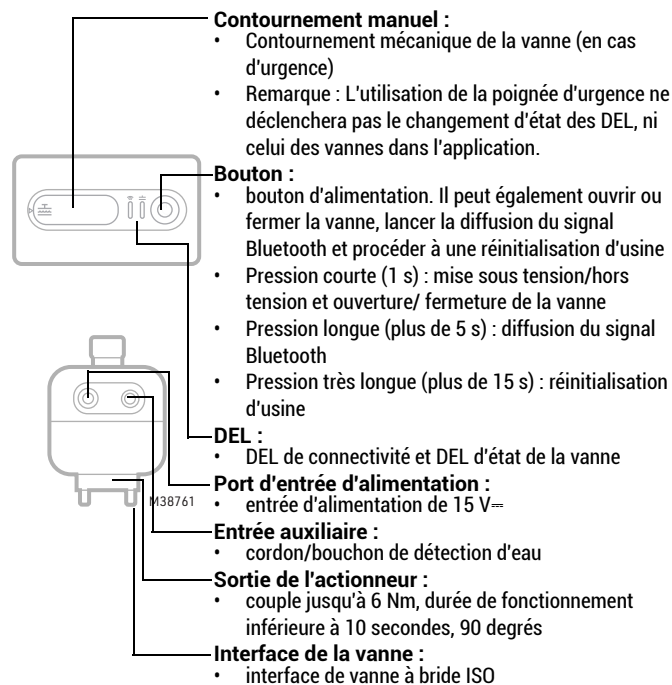 Contournement manuel :
• Contournement mécanique de la vanne (en cas
d'urgence)
• Remarque : L'utilisation de la poignée d'urgence ne
déclenchera pas le changement d'état des DEL, ni
celui des vannes dans l'application.
Bouton :
• bouton d'alimentation. Il peut également ouvrir ou
fermer la vanne, lancer la diffusion du signal
Bluetooth et procéder à une réinitialisation d'usine
• Pression courte (1 s) : mise sous tension/hors
tension et ouverture/ fermeture de la vanne
• Pression longue (plus de 5 s) : diffusion du signal
Bluetooth
• Pression très longue (plus de 15 s) : réinitialisation
d'usine
DEL :
• DEL de connectivité et DEL d'état de la vanne
Port d'entrée d'alimentation :
• entrée d'alimentation de 15 V⎓
M38761
Entrée auxiliaire :
• cordon/bouchon de détection d'eau
Sortie de l'actionneur :
• couple jusqu'à 6 Nm, durée de fonctionnement
inférieure à 10 secondes, 90 degrés
Interface de la vanne :
• interface de vanne à bride ISO